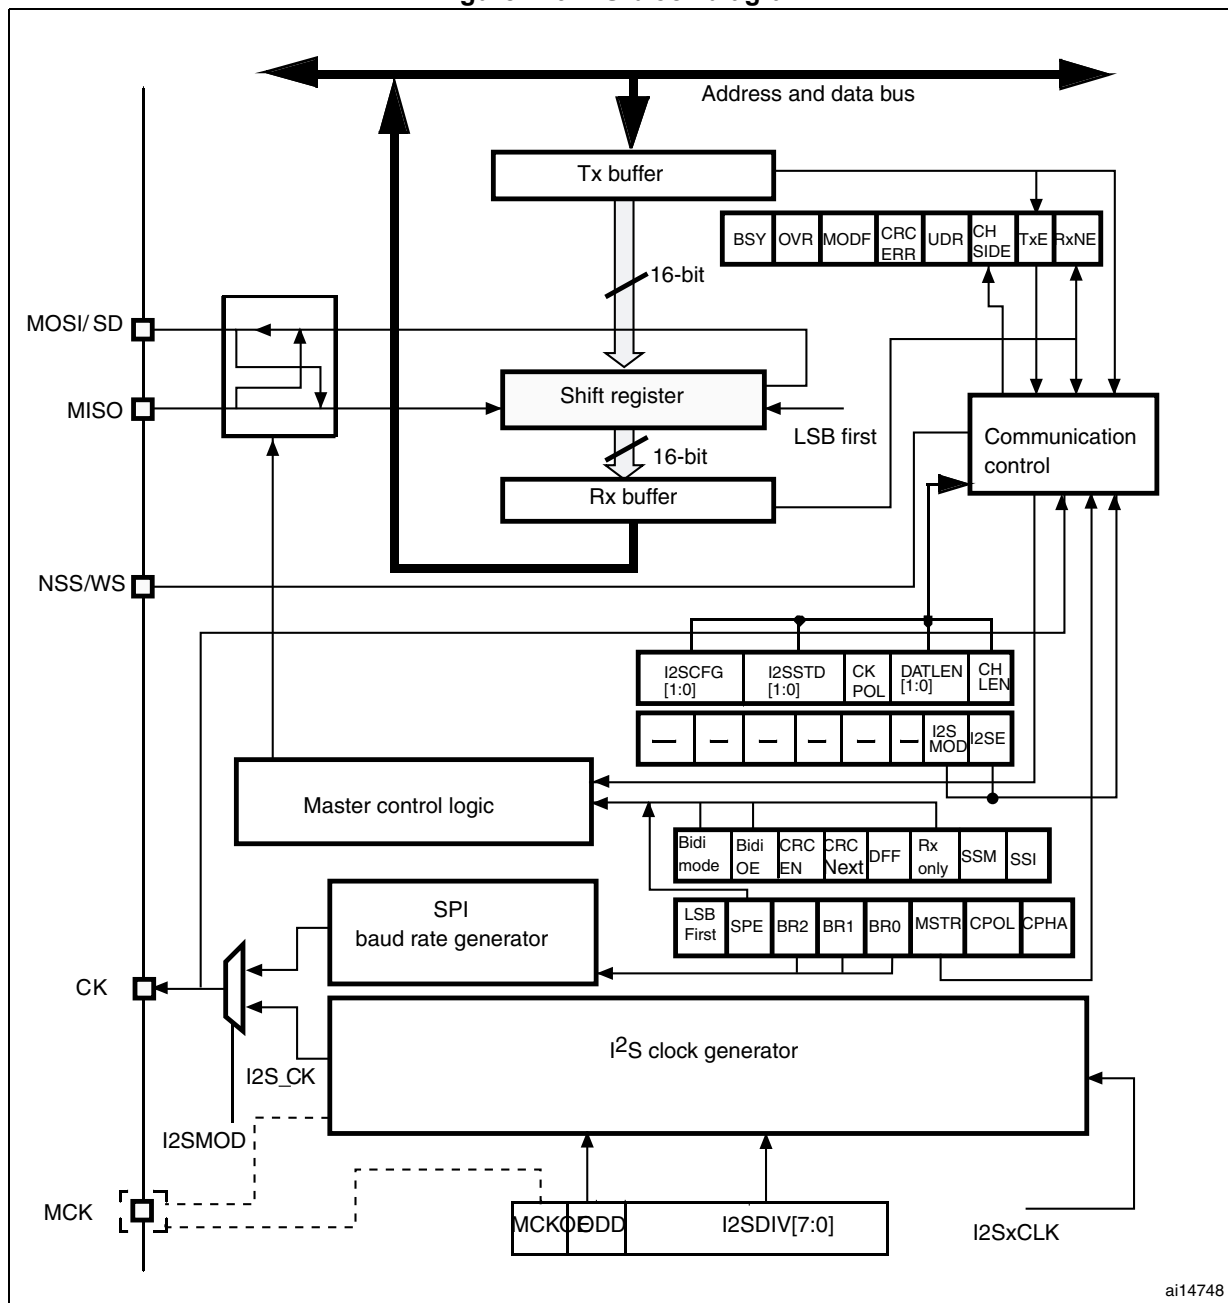 Address and data bus
Tx buffer
BSY OVR MODF CRC ERR UDR CH SIDE TxE RxNE
16-bit
MOSI/ SD
Shift register
MISO
LSB first
Communication
control
16-bit
Rx buffer
NSS/WS
I2SCFG [1:0] I2SSTD [1:0] CK POL DATLEN [1:0] CH LEN
I2S MOD I2SE
Master control logic
Bidi mode Bidi OE CRC EN CRC Next DFF Rx only SSM SSI
LSB First SPE BR2 BR1 BR0 MSTR CPOL CPHA
SPI
baud rate generator
CK
I2S clock generator
I2S_CK
I2SMOD
MCK
MCKOE ODD I2SDIV[7:0]
I2SxCLK
ai14748